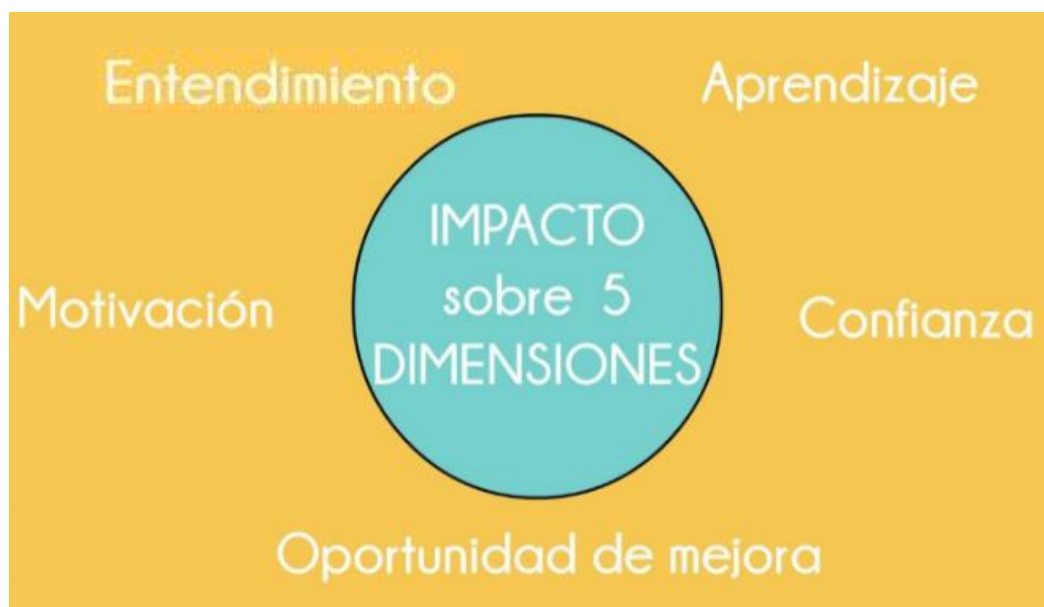 Entendimiento
Aprendizaje
IMPACTO
sobre 5
DIMENSIONES
Motivación
Confianza
Oportunidad de mejora